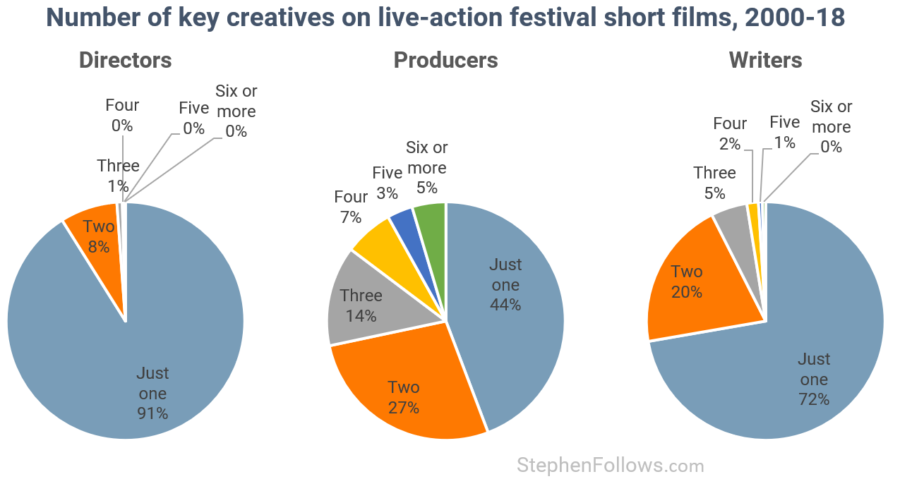 Number of key creatives on live-action festival short films, 2000-18
Directors
Four
0%
Five
0%
Six or
more
0%
Three
1%
Two
8%
Just
one
91%
Producers
Six or
more
5%
Five
3%
Four
7%
Three
14%
Two
27%
Just
one
44%
Writers
Six or
more
0%
Five
1%
Four
2%
Three
5%
Two
20%
Just
one
72%
StephenFollows.com